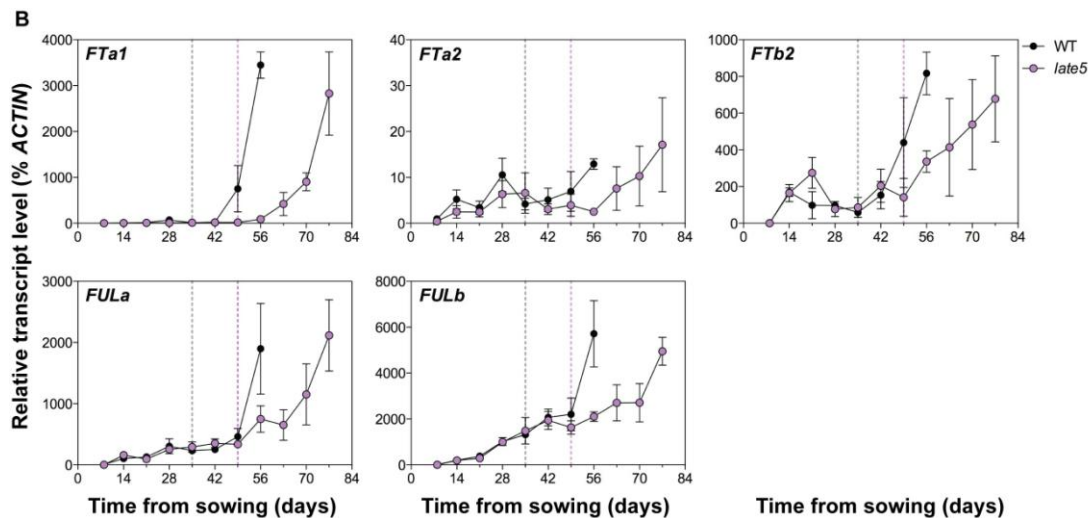 B
Relative transcript level (% ACTIN)
FTa1
4000
3000
2000
1000
0
0 14 28 42 56 70 84
FTa2
40
30
20
10
0
0 14 28 42 56 70 84
FTb2
1000
800
600
400
200
0
0 14 28 42 56 70 84
WT
late5
FULa
3000
2000
1000
0
0 14 28 42 56 70 84
Time from sowing (days)
FULb
8000
6000
4000
2000
0
0 14 28 42 56 70 84
Time from sowing (days)
Time from sowing (days)